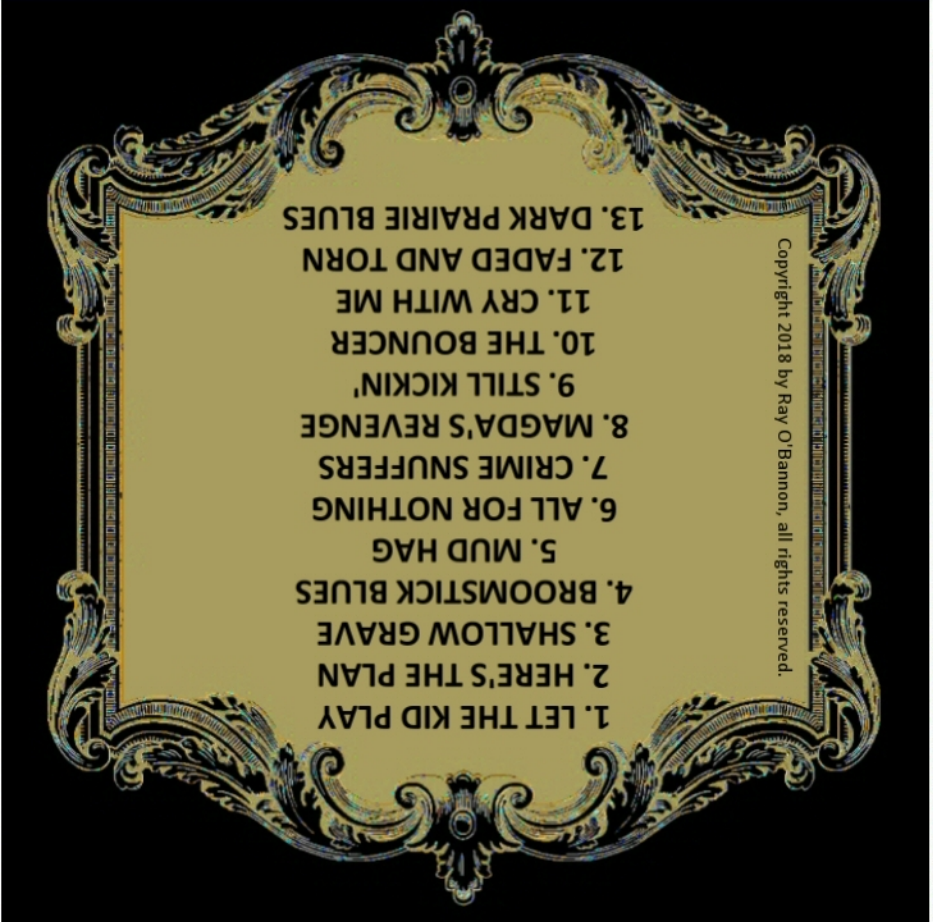 1. LET THE KID PLAY
2. HERE'S THE PLAN
3. SHALLOW GRAVE
4. BROOMSTICK BLUES
5. MUD HAG
6. ALL FOR NOTHING
7. CRIME SNUFFERS
8. MAGDA'S REVENGE
9. STILL KICKIN'
10. THE BOUNCER
11. CRY WITH ME
12. FADED AND TORN
13. DARK PRAIRIE BLUES
Copyright 2018 by Ray O'Bannon, all rights reserved.